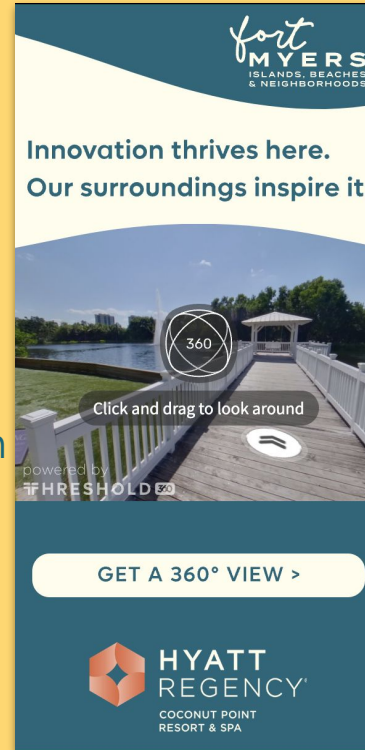 fort
MYERS
ISLANDS, BEACHES
& NEIGHBORHOODS
Innovation thrives here.
Our surroundings inspire it
360
Click and drag to look around
powered by
THRESHOLD 360
GET A 360° VIEW >
HYATT
REGENCY
COCONUT POINT
RESORT & SPA